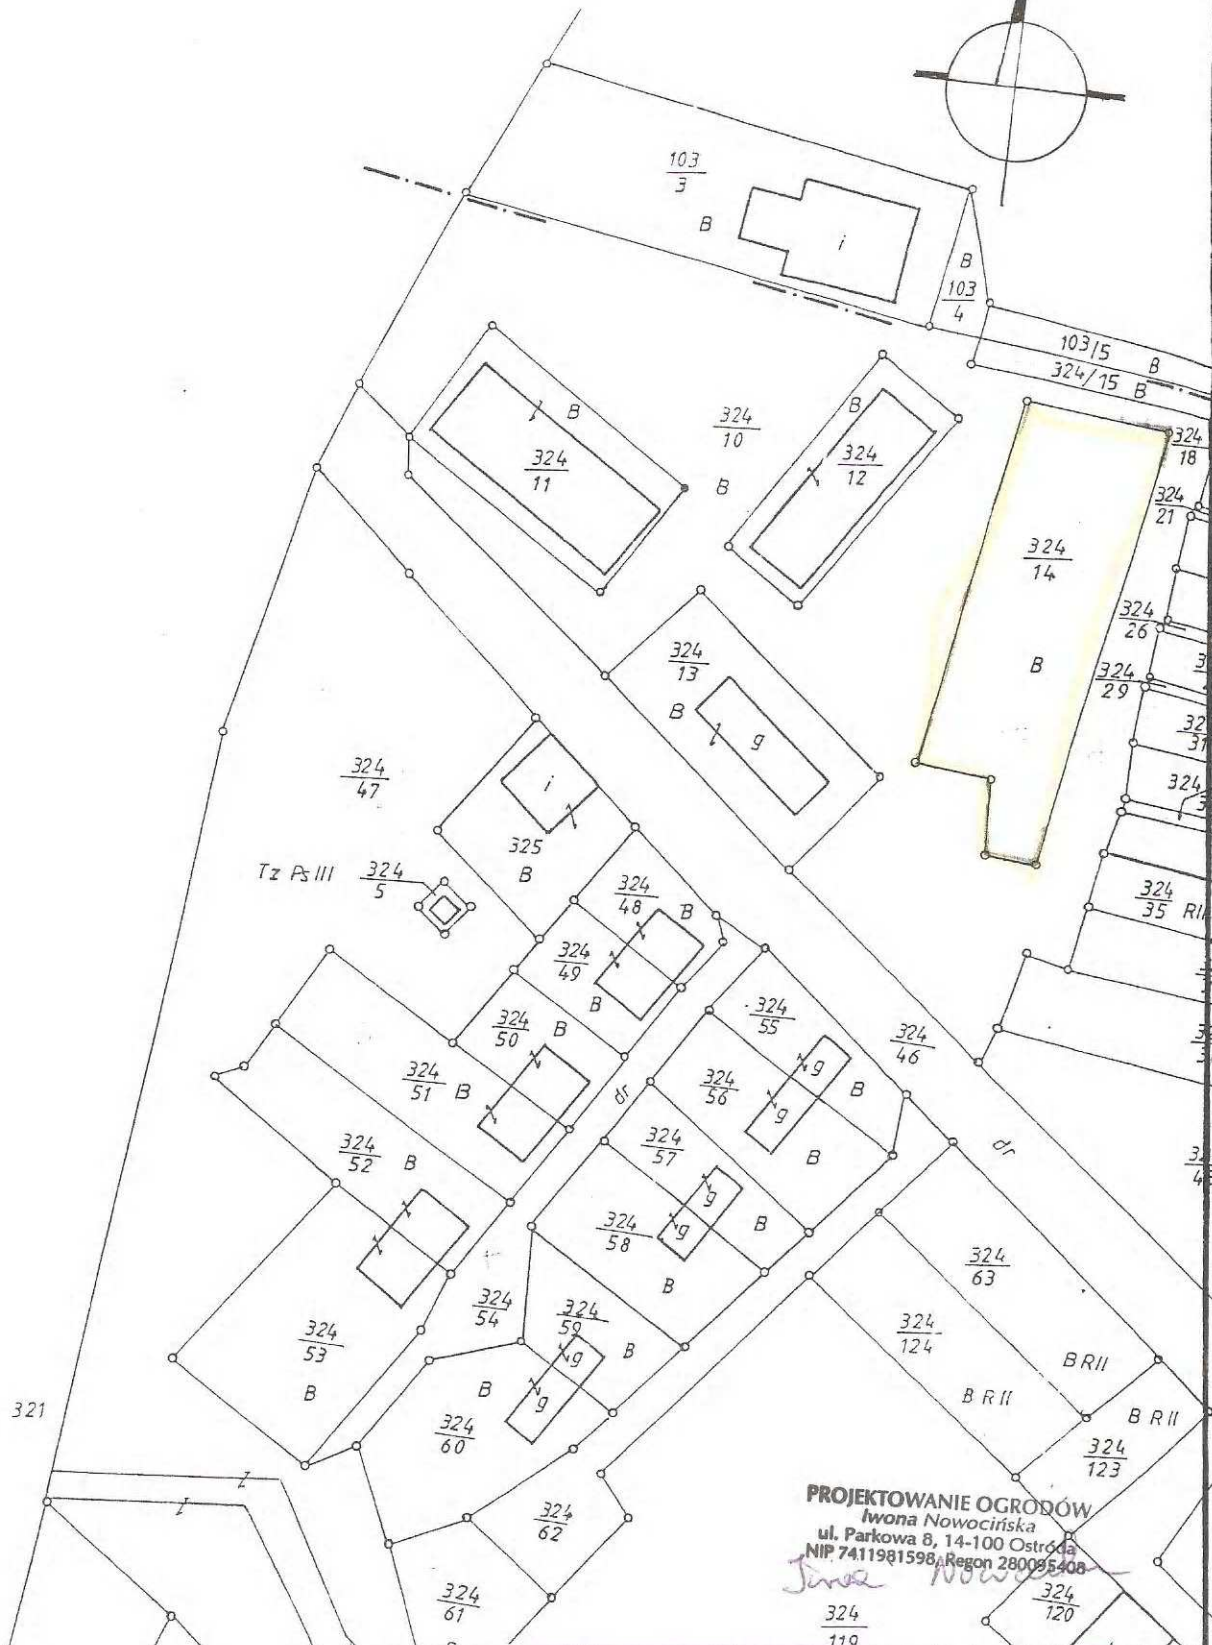 103
3
B
i
B
103
4
103/5 B
324/15 B
B
324
11
324
10
B
B
324
12
324
18
324
21
324
14
324
26
B
324
29
324
13
B
g
324
47
i
325
B
Tz Ps III
324
5
324
48
B
324
49
B
324
50
B
324
51
B
324
52
B
324
53
B
dr
324
55
g
B
324
56
g
B
324
57
g
B
324
58
g
B
324
46
dr
324
35
RII
324
54
324
59
g
B
B
g
324
60
324
62
324
61
324
63
B RII
324
124
B RII
B RII
324
123
321
PROJEKTOWANIE OGRODÓW
Iwona Nowocińska
ul. Parkowa 8, 14-100 Ostróda
NIP 7411981598, Regon 280095408
324
120
324
119